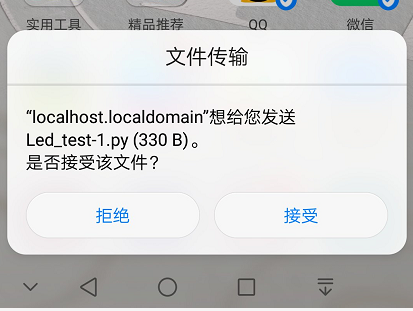 实用工具
精品推荐
QQ
微信
文件传输
“localhost.localdomain”想给您发送
Led_test-1.py (330 B)。
是否接受该文件？
拒绝
接受